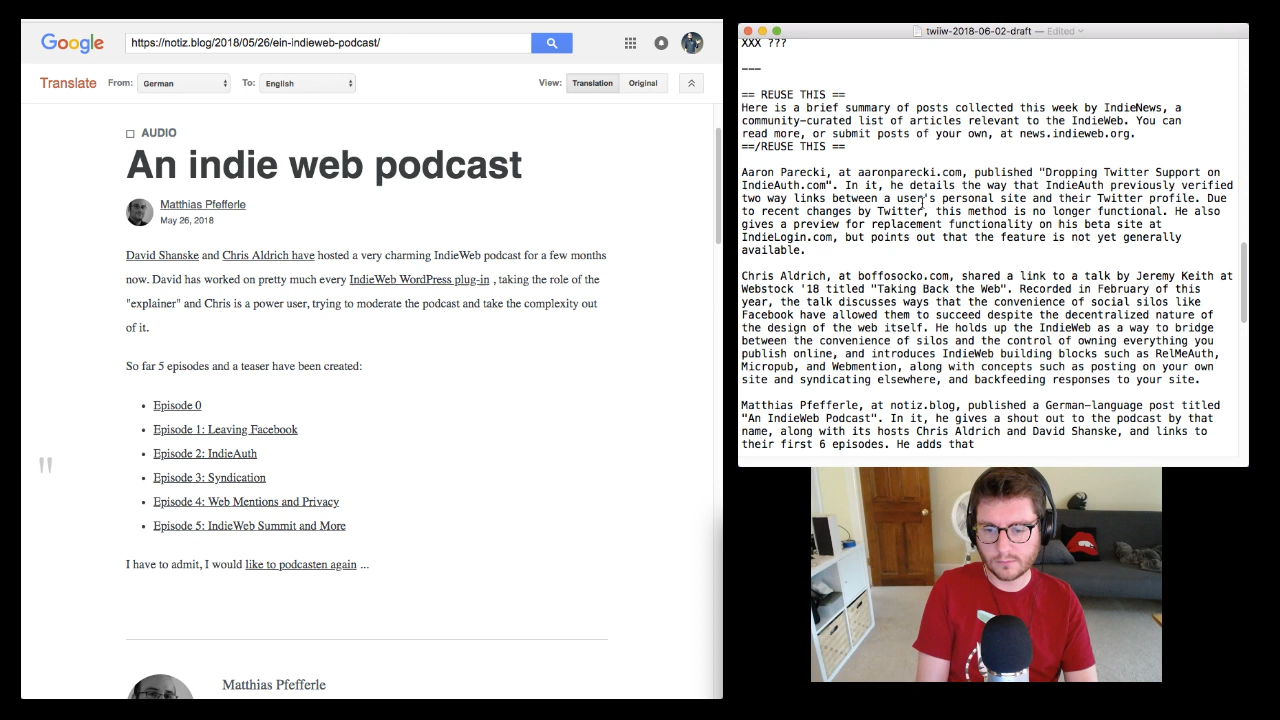 Google
https://notiz.blog/2018/05/26/ein-indieweb-podcast/
Translate
From:
German
To:
English
View:
Translation
Original
AUDIO
An indie web podcast
Matthias Pfefferle
May 26, 2018
David Shanske and Chris Aldrich have hosted a very charming IndieWeb podcast for a few months
now. David has worked on pretty much every IndieWeb WordPress plug-in , taking the role of the
"explainer" and Chris is a power user, trying to moderate the podcast and take the complexity out
of it.
So far 5 episodes and a teaser have been created:
• Episode 0
• Episode 1: Leaving Facebook
• Episode 2: IndieAuth
• Episode 3: Syndication
• Episode 4: Web Mentions and Privacy
• Episode 5: IndieWeb Summit and More
"
I have to admit, I would like to podcasten again ...
Matthias Pfefferle
twiiw-2018-06-02-draft — Edited
XXX ???
---
== REUSE THIS ==
Here is a brief summary of posts collected this week by IndieNews, a
community-curated list of articles relevant to the IndieWeb. You can
read more, or submit posts of your own, at news.indieweb.org.
==/REUSE THIS ==
Aaron Parecki, at aaronparecki.com, published "Dropping Twitter Support on
IndieAuth.com". In it, he details the way that IndieAuth previously verified
two way links between a user's personal site and their Twitter profile. Due
to recent changes by Twitter, this method is no longer functional. He also
gives a preview for replacement functionality on his beta site at
IndieLogin.com, but points out that the feature is not yet generally
available.
Chris Aldrich, at boffosocko.com, shared a link to a talk by Jeremy Keith at
Webstock '18 titled "Taking Back the Web". Recorded in February of this
year, the talk discusses ways that the convenience of social silos like
Facebook have allowed them to succeed despite the decentralized nature of
the design of the web itself. He holds up the IndieWeb as a way to bridge
between the convenience of silos and the control of owning everything you
publish online, and introduces IndieWeb building blocks such as RelMeAuth,
Micropub, and Webmention, along with concepts such as posting on your own
site and syndicating elsewhere, and backfeeding responses to your site.
Matthias Pfefferle, at notiz.blog, published a German-language post titled
"An IndieWeb Podcast". In it, he gives a shout out to the podcast by that
name, along with its hosts Chris Aldrich and David Shanske, and links to
their first 6 episodes. He adds that